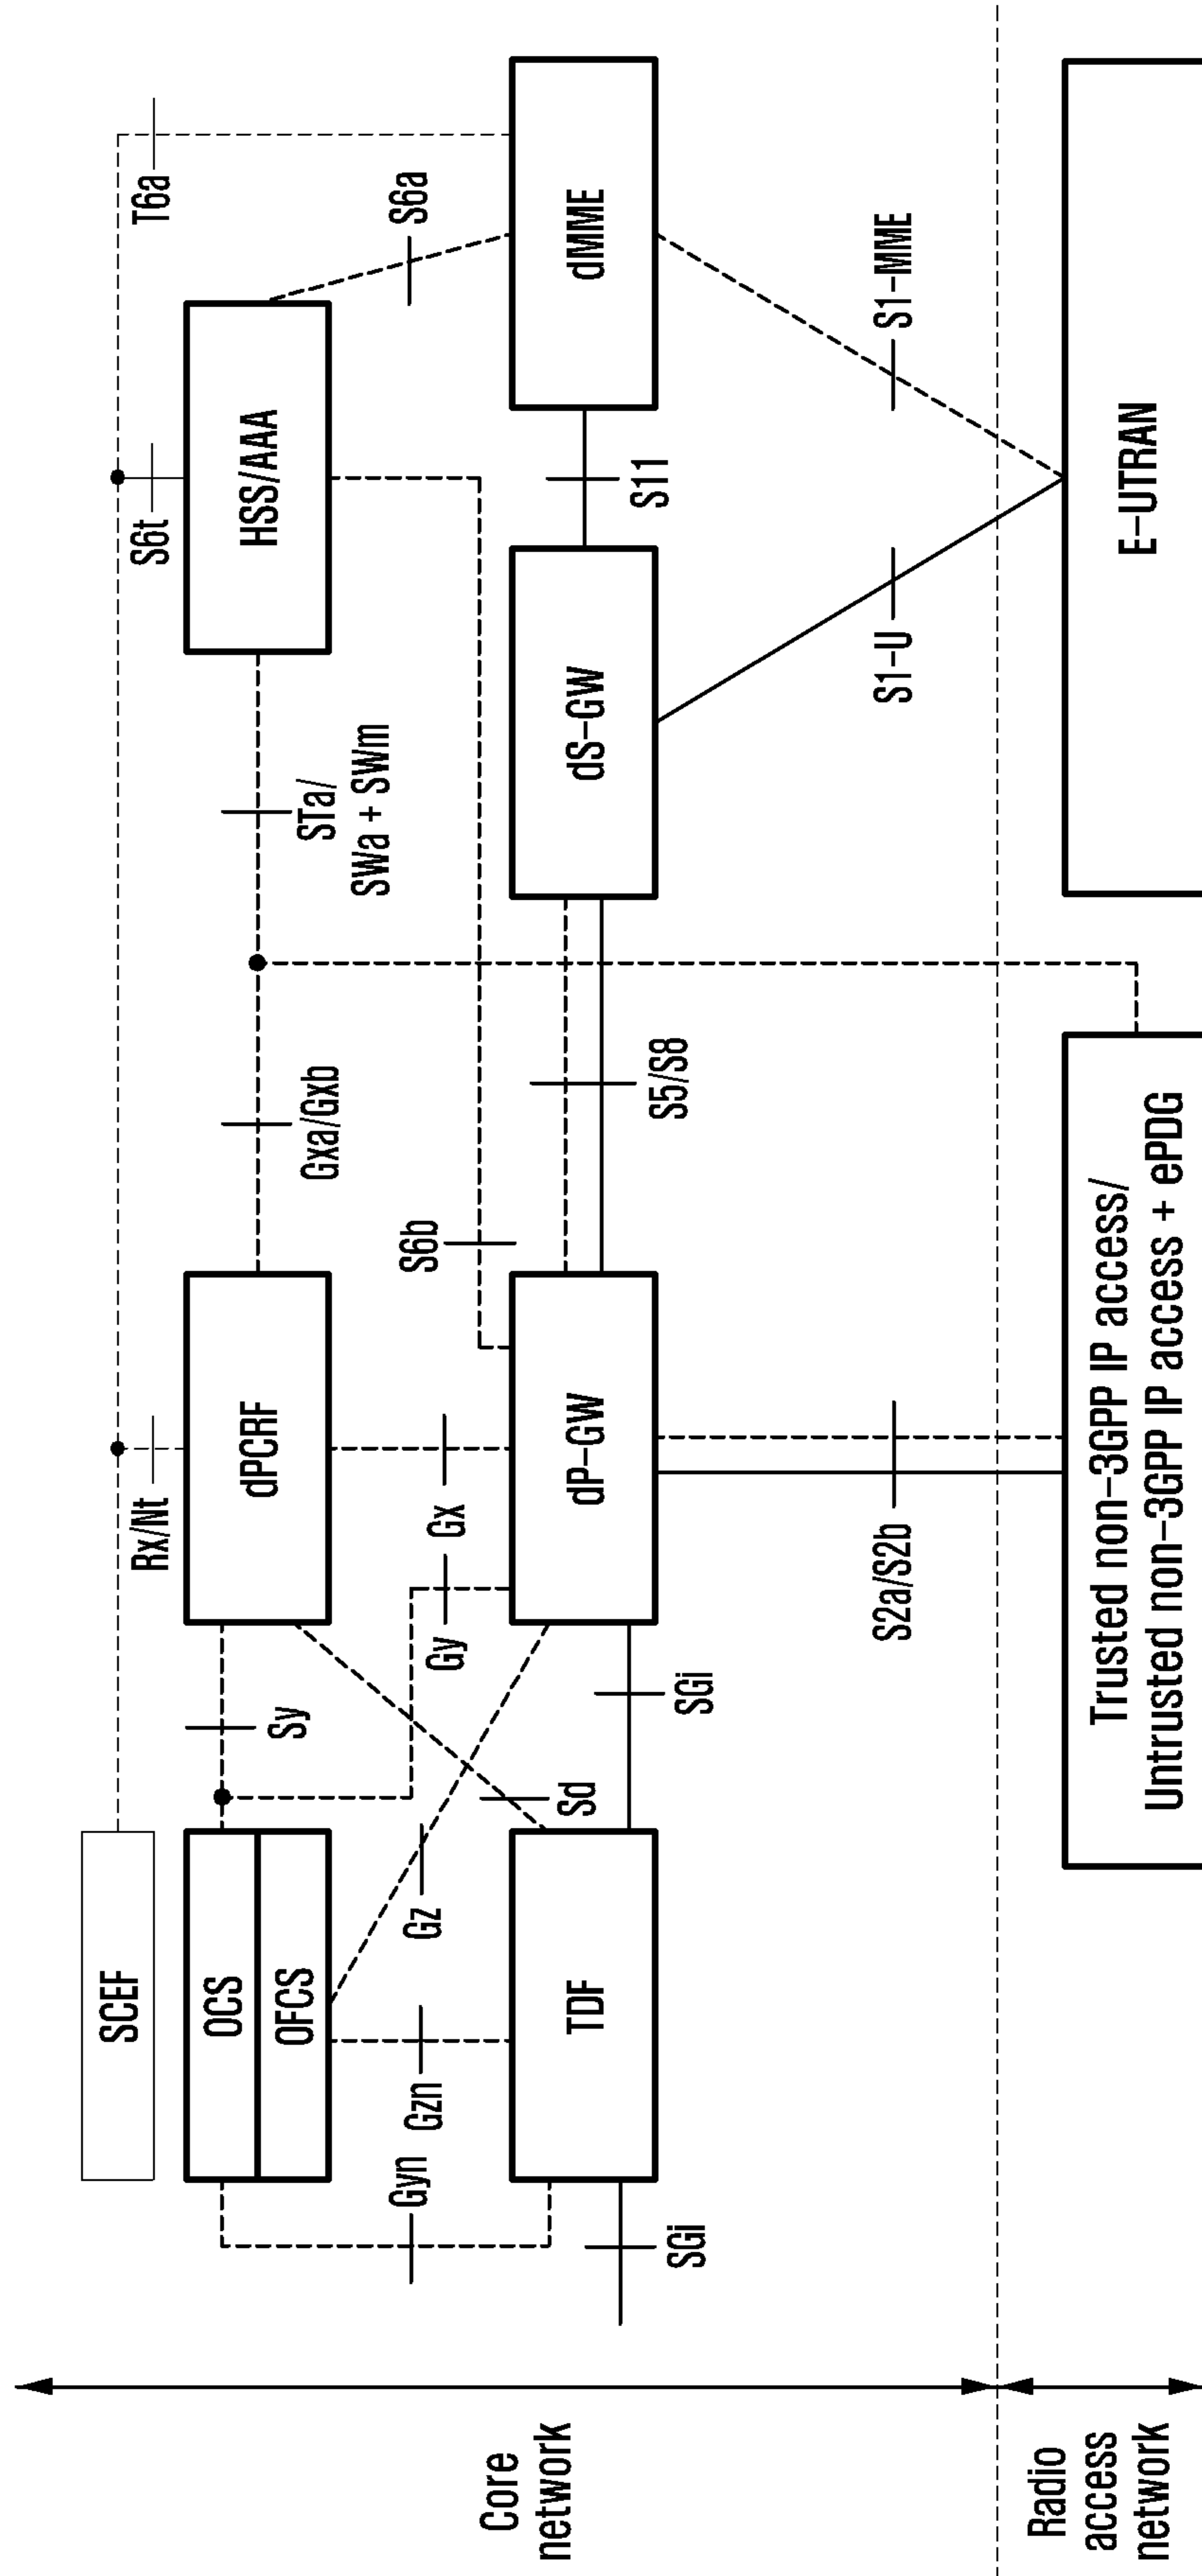 SCEF
Rx/Nt
S6t
T6a
OCS
OFCS
Sy
dPCRF
Gxa/Gxb
STa/
SWa + SWm
HSS/AAA
S6a
Gyn
Gzn
Gz
Gy
Gx
S6b
Sd
TDF
SGi
SGi
dP-GW
S5/S8
dS-GW
S11
dMME
S2a/S2b
S1-U
S1-MME
Core
network
Radio
access
network
Trusted non-3GPP IP access/
Untrusted non-3GPP IP access + ePDG
E-UTRAN